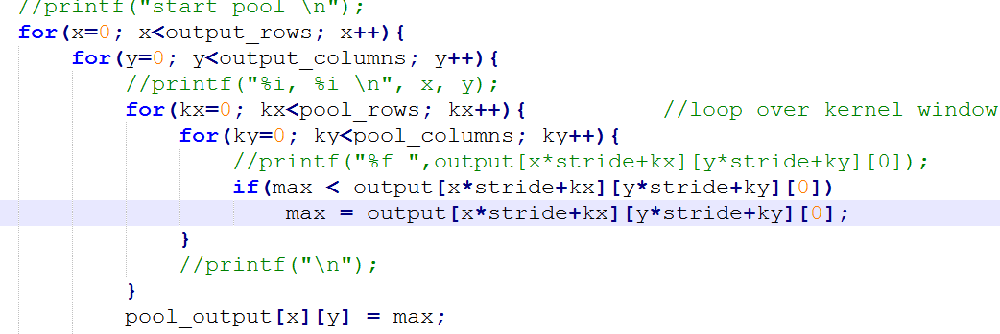 //printf("start pool \n");
for(x=0; x<output_rows; x++){
for(y=0; y<output_columns; y++){
//printf("%i, %i \n", x, y);
for(kx=0; kx<pool_rows; kx++){ //loop over kernel window
for(ky=0; ky<pool_columns; ky++){
//printf("%f ",output[x*stride+kx][y*stride+ky][0]);
if(max < output[x*stride+kx][y*stride+ky][0])
max = output[x*stride+kx][y*stride+ky][0];
}
//printf("\n");
}
pool_output[x][y] = max;